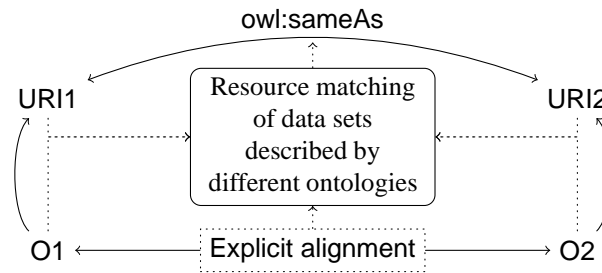 owl:sameAs
URI1
Resource matching
of data sets
described by
different ontologies
URI2
O1
Explicit alignment
O2